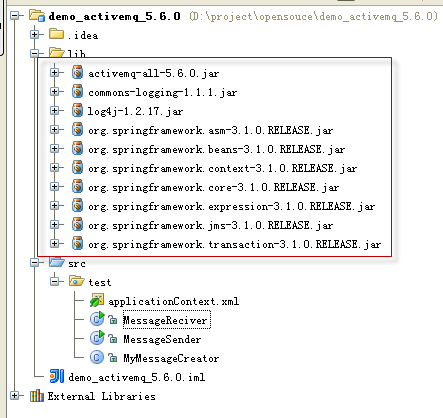 demo_activemq_5.6.0 (D:\project\opensouce\demo_activemq_5.6.0)
.idea
lib
activemq-all-5.6.0.jar
commons-logging-1.1.1.jar
log4j-1.2.17.jar
org.springframework.asm-3.1.0.RELEASE.jar
org.springframework.beans-3.1.0.RELEASE.jar
org.springframework.context-3.1.0.RELEASE.jar
org.springframework.core-3.1.0.RELEASE.jar
org.springframework.expression-3.1.0.RELEASE.jar
org.springframework.jms-3.1.0.RELEASE.jar
org.springframework.transaction-3.1.0.RELEASE.jar
src
test
applicationContext.xml
MessageReciver
MessageSender
MyMessageCreator
demo_activemq_5.6.0.iml
External Libraries